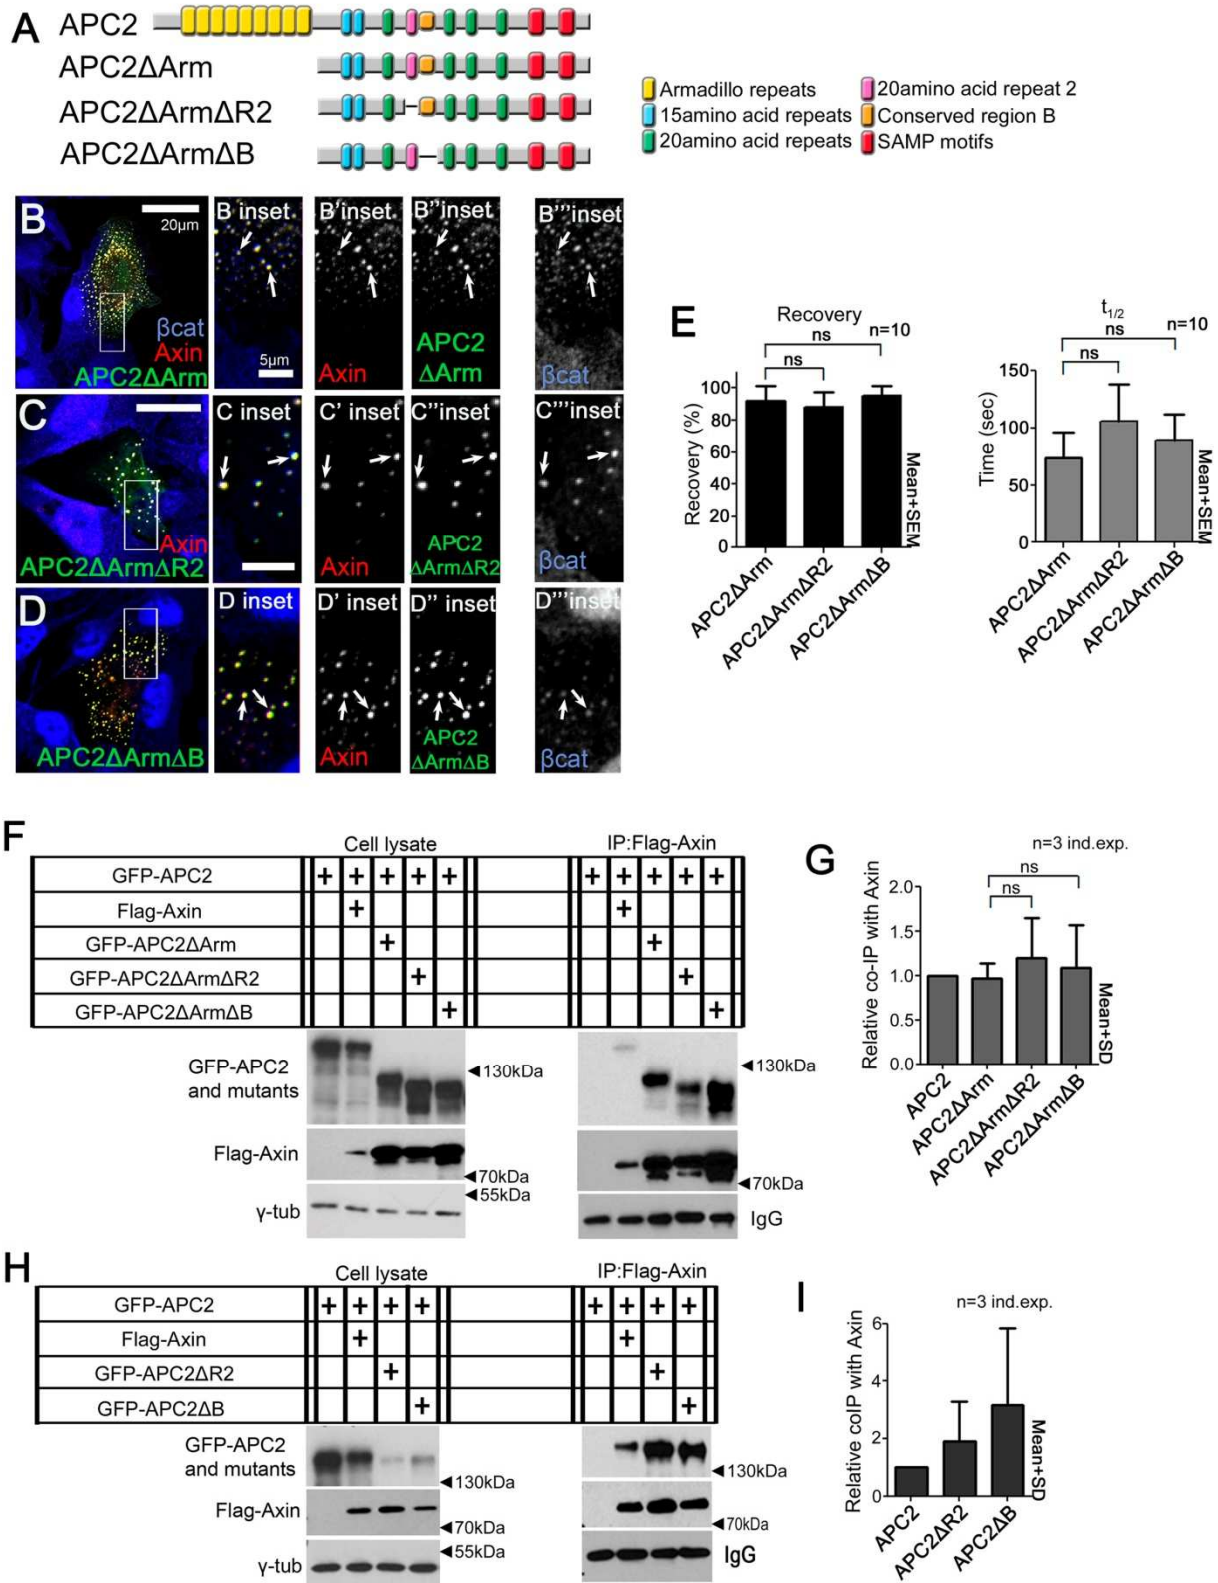 A
APC2
APC2ΔArm
APC2ΔArmΔR2
APC2ΔArmΔB
Armadillo repeats
15amino acid repeats
20amino acid repeats
20amino acid repeat 2
Conserved region B
SAMP motifs
B
20µm
βcat
Axin
APC2ΔArm
B inset
5µm
B' inset
Axin
B''inset
APC2
ΔArm
B'''inset
βcat
C
Axin
APC2ΔArmΔR2
C inset
C' inset
Axin
C''inset
APC2
ΔArmΔR2
C'''inset
βcat
D
APC2ΔArmΔB
D inset
D' inset
Axin
D'' inset
APC2
ΔArmΔB
D'''inset
βcat
E
Recovery
n=10
ns
ns
Recovery (%)
100
80
60
40
20
0
Mean+SEM
APC2ΔArm
APC2ΔArmΔR2
APC2ΔArmΔB
t1/2
n=10
ns
ns
Time (sec)
150
100
50
0
Mean+SEM
APC2ΔArm
APC2ΔArmΔR2
APC2ΔArmΔB
F
Cell lysate
IP:Flag-Axin
GFP-APC2 + + + + + + + + + +
Flag-Axin + +
GFP-APC2ΔArm + +
GFP-APC2ΔArmΔR2 + +
GFP-APC2ΔArmΔB + +
GFP-APC2
and mutants
130kDa
130kDa
Flag-Axin
70kDa
70kDa
55kDa
γ-tub
IgG
G
n=3 ind.exp.
ns
ns
Relative co-IP with Axin
2.0
1.5
1.0
0.5
0.0
Mean+SD
APC2
APC2ΔArm
APC2ΔArmΔR2
APC2ΔArmΔB
H
Cell lysate
IP:Flag-Axin
GFP-APC2 + + + + + + + +
Flag-Axin + +
GFP-APC2ΔR2 + +
GFP-APC2ΔB + +
GFP-APC2
and mutants
130kDa
130kDa
Flag-Axin
70kDa
70kDa
55kDa
γ-tub
IgG
I
n=3 ind.exp.
Relative coIP with Axin
6
4
2
0
Mean+SD
APC2
APC2ΔR2
APC2ΔB